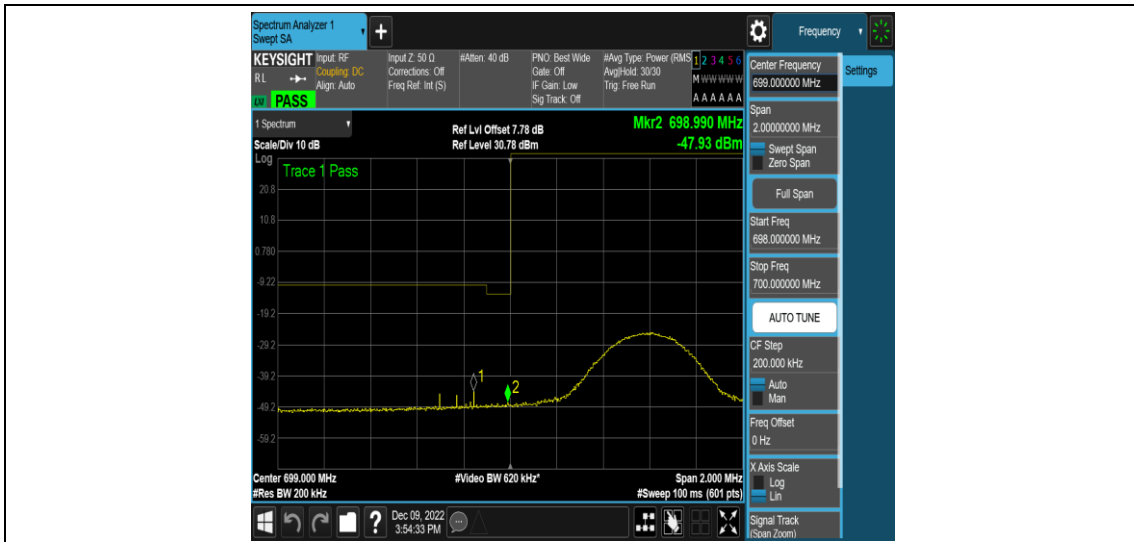 Spectrum Analyzer 1
Swept SA
+
Frequency
KEYSIGHT
RL
PASS
Input: RF
Coupling: DC
Align: Auto
Input Z: 50 Ω
Corrections: Off
Freq Ref: Int (S)
#Atten: 40 dB
PNO: Best Wide
Gate: Off
IF Gain: Low
Sig Track: Off
#Avg Type: Power (RMS
Avg|Hold: 30/30
Trig: Free Run
1 2 3 4 5 6
M W W W W W
A A A A A A
1 Spectrum
Scale/Div 10 dB
Ref Lvl Offset 7.78 dB
Ref Level 30.78 dBm
Mkr2 698.990 MHz
-47.93 dBm
Log
Trace 1 Pass
20.8
10.8
0.780
-9.22
-19.2
-29.2
-39.2
-49.2
-59.2
1
2
Center 699.000 MHz
#Res BW 200 kHz
#Video BW 620 kHz*
Span 2.000 MHz
#Sweep 100 ms (601 pts)
Center Frequency
699.000000 MHz
Settings
Span
2.00000000 MHz
Swept Span
Zero Span
Full Span
Start Freq
698.000000 MHz
Stop Freq
700.000000 MHz
AUTO TUNE
CF Step
200.000 kHz
Auto
Man
Freq Offset
0 Hz
X Axis Scale
Log
Lin
Signal Track
(Span Zoom)
?
Dec 09, 2022
3:54:33 PM